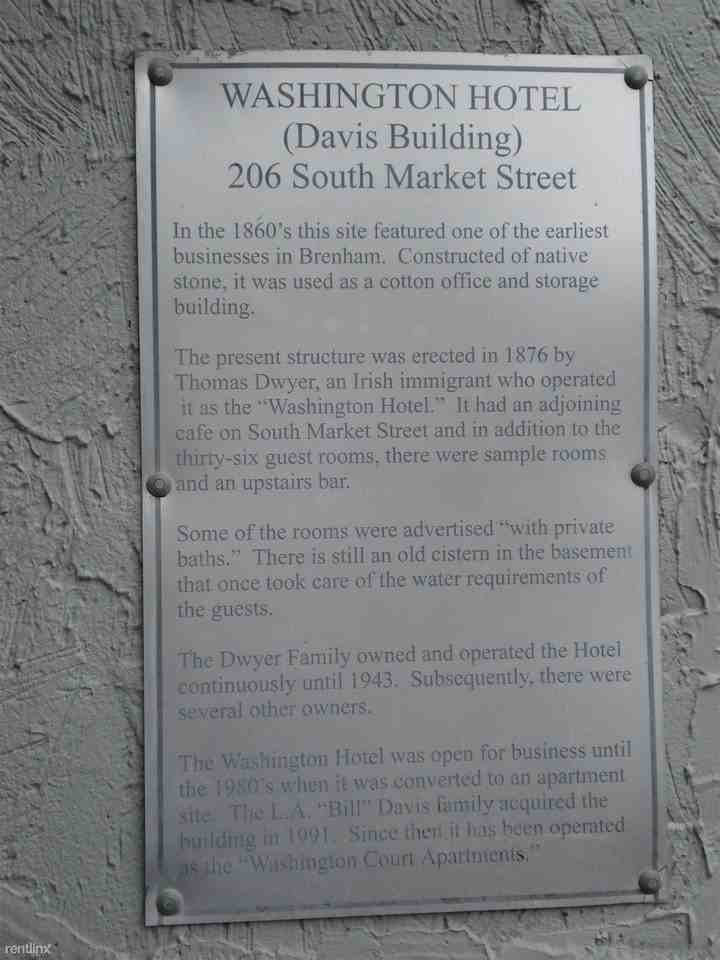 WASHINGTON HOTEL
(Davis Building)
206 South Market Street
In the 1860's this site featured one of the earliest
businesses in Brenham. Constructed of native
stone, it was used as a cotton office and storage
building.
The present structure was erected in 1876 by
Thomas Dwyer, an Irish immigrant who operated
it as the “Washington Hotel.” It had an adjoining
cafe on South Market Street and in addition to the
thirty-six guest rooms, there were sample rooms
and an upstairs bar.
Some of the rooms were advertised “with private
baths.” There is still an old cistern in the basement
that once took care of the water requirements of
the guests.
The Dwyer Family owned and operated the Hotel
continuously until 1943. Subsequently, there were
several other owners.
The Washington Hotel was open for business until
the 1980's when it was converted to an apartment
site. The L.A. “Bill” Davis family acquired the
building in 1991. Since then it has been operated
as the “Washington Court Apartments.”
rentlinx